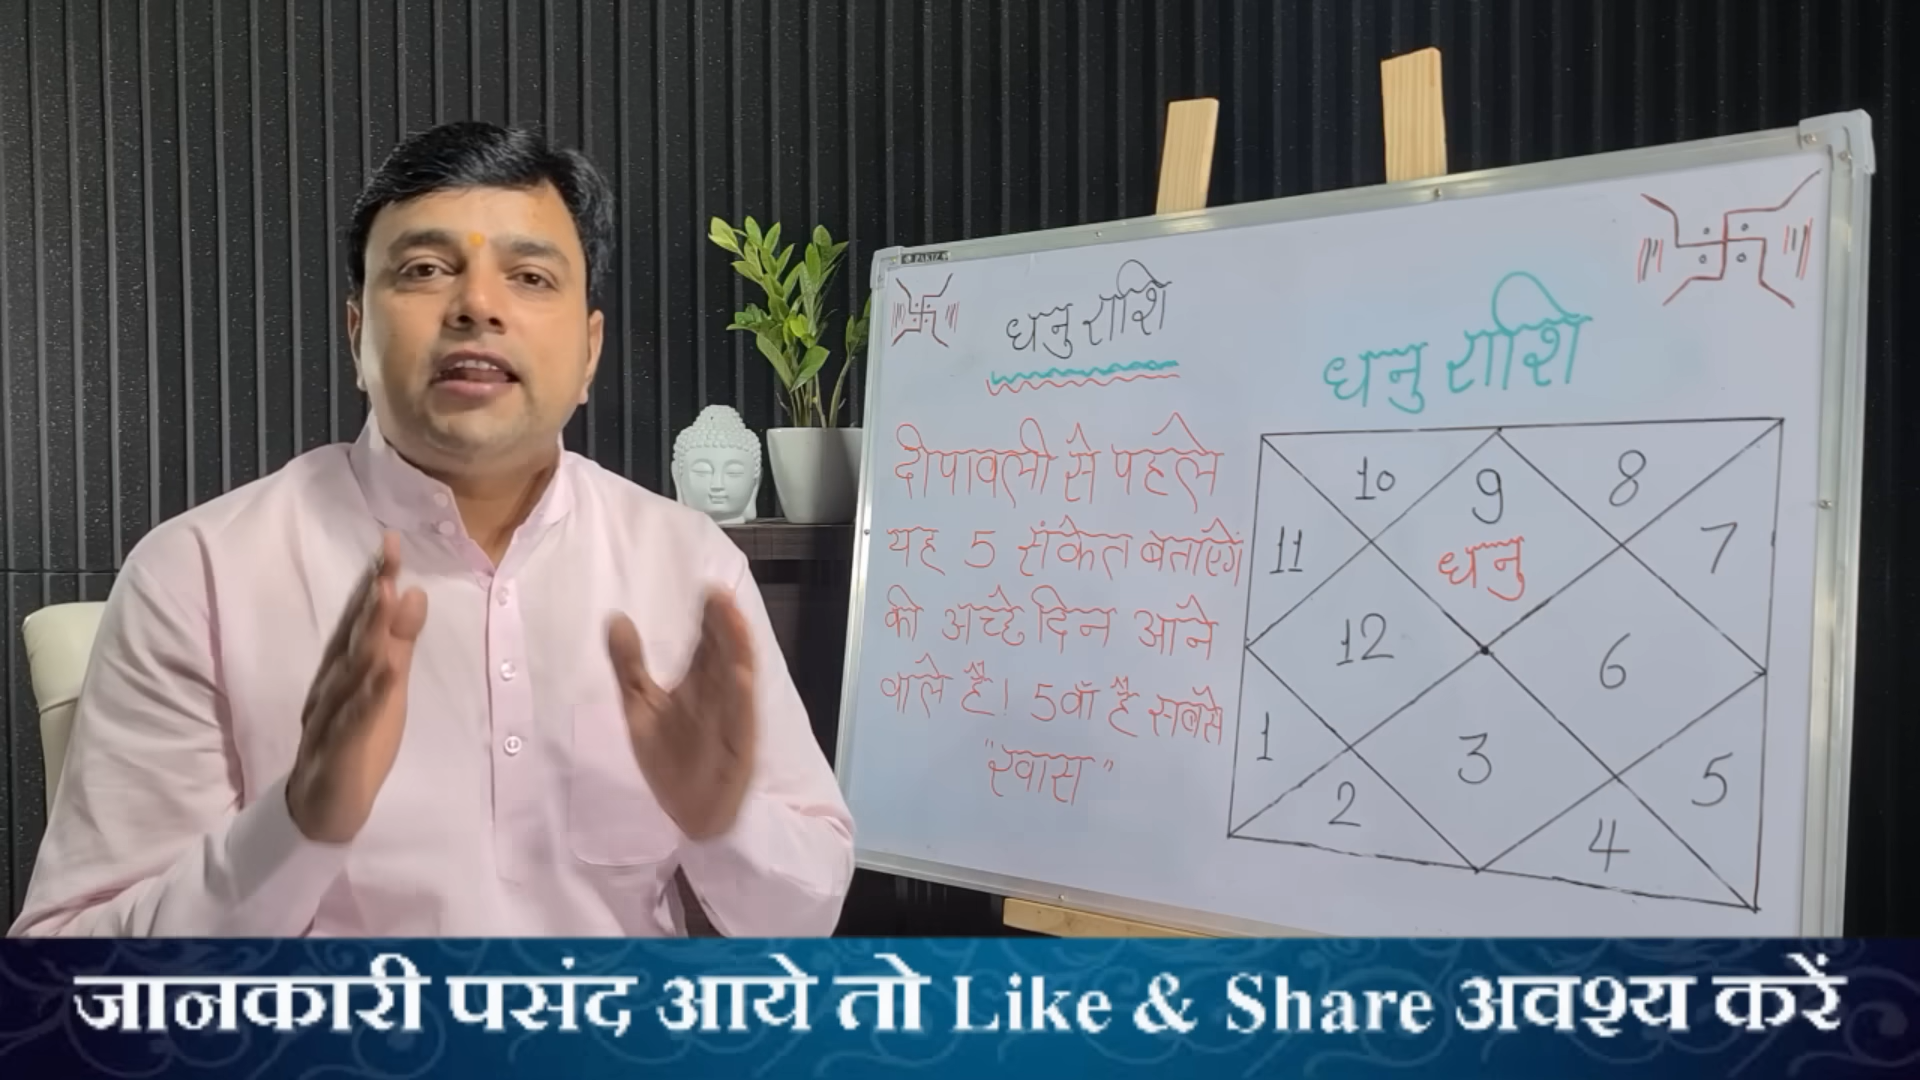 धनु राशि
दीपावली से पहले
यह 5 संकेत बताएंगे
की अच्छे दिन आने
वाले है! 5वाँ है सबसे
"खास"
धनु राशि
10 9 8
11 धनु 7
12 6
1 3 5
2 4
जानकारी पसंद आये तो Like & Share अवश्य करें